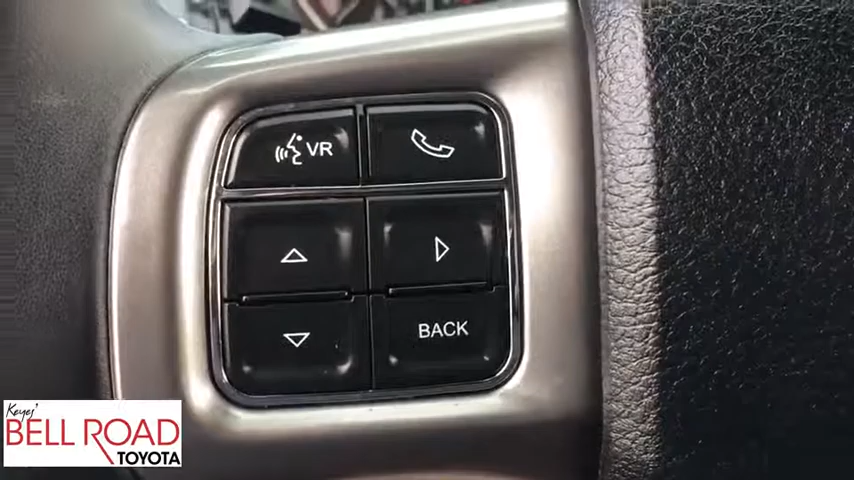 VR
BACK
Keyes'
BELL ROAD
TOYOTA